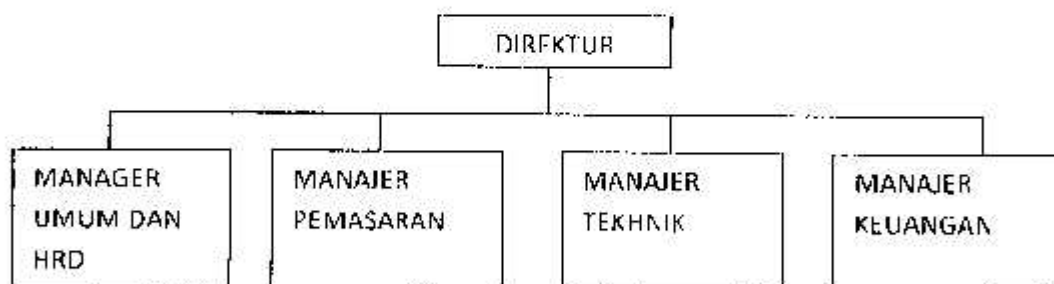 DIREKTUR
MANAGER
UMUM DAN
HRD
MANAJER
PEMASARAN
MANAJER
TEKHNIK
MANAJER
KEUANGAN